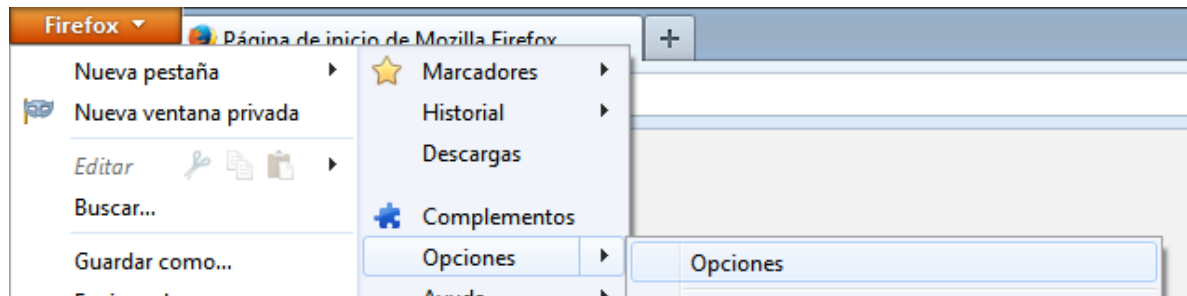 Firefox
Página de inicio de Mozilla Firefox
Nueva pestaña
Nueva ventana privada
Editar
Buscar...
Guardar como...
Marcadores
Historial
Descargas
Complementos
Opciones
Ayuda
Opciones